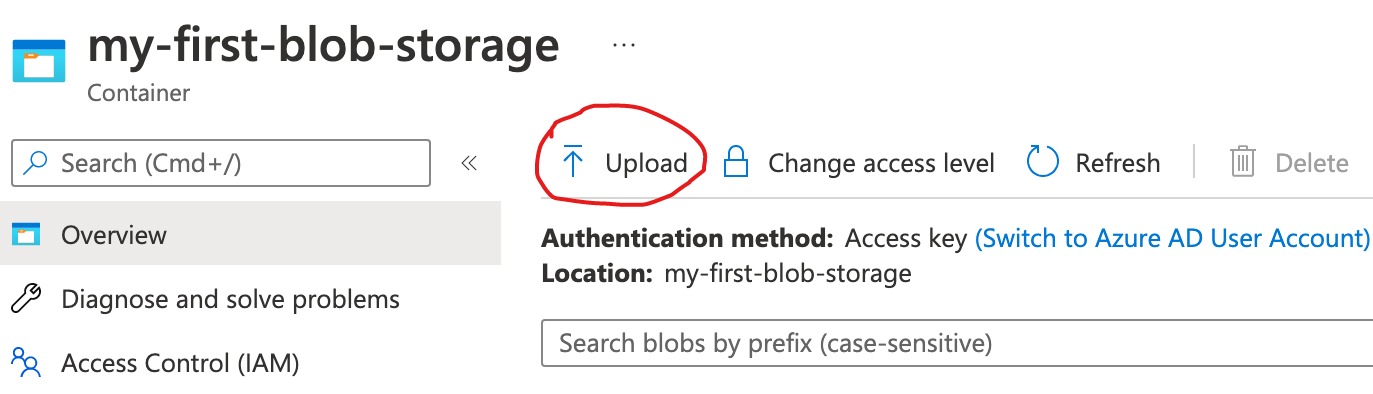 my-first-blob-storage ...
Container
Search (Cmd+/)
«
Upload
Change access level
Refresh
Delete
Overview
Diagnose and solve problems
Access Control (IAM)
Authentication method: Access key (Switch to Azure AD User Account)
Location: my-first-blob-storage
Search blobs by prefix (case-sensitive)